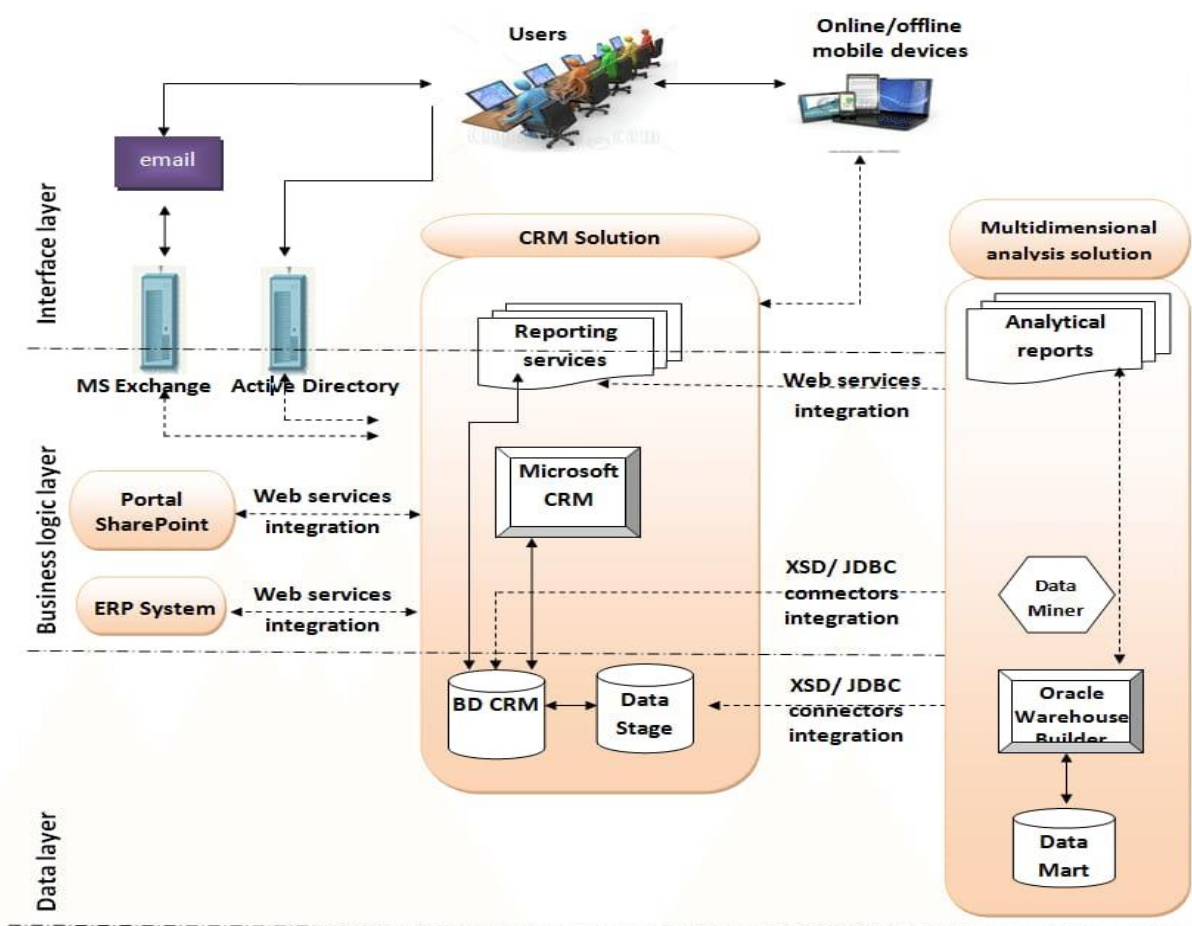 Users
Online/offline
mobile devices
email
Interface layer
CRM Solution
Multidimensional
analysis solution
Reporting
services
Analytical
reports
MS Exchange
Active Directory
Web services
integration
Business logic layer
Microsoft
CRM
Portal
SharePoint
Web services
integration
ERP System
Web services
integration
XSD/ JDBC
connectors
integration
Data
Miner
BD CRM
Data
Stage
XSD/ JDBC
connectors
integration
Oracle
Warehouse
Builder
Data layer
Data
Mart